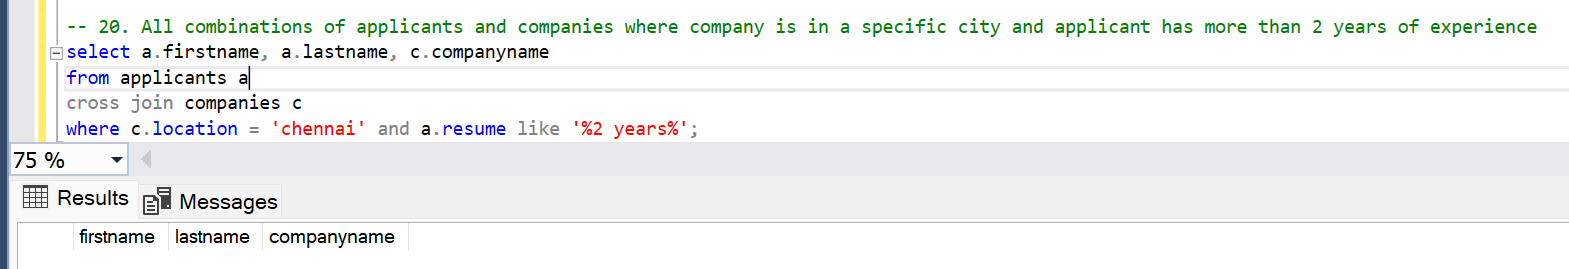 -- 20. All combinations of applicants and companies where company is in a specific city and applicant has more than 2 years of experience
select a.firstname, a.lastname, c.companyname
from applicants a
cross join companies c
where c.location = 'chennai' and a.resume like '%2 years%';
75 %
Results Messages
firstname lastname companyname